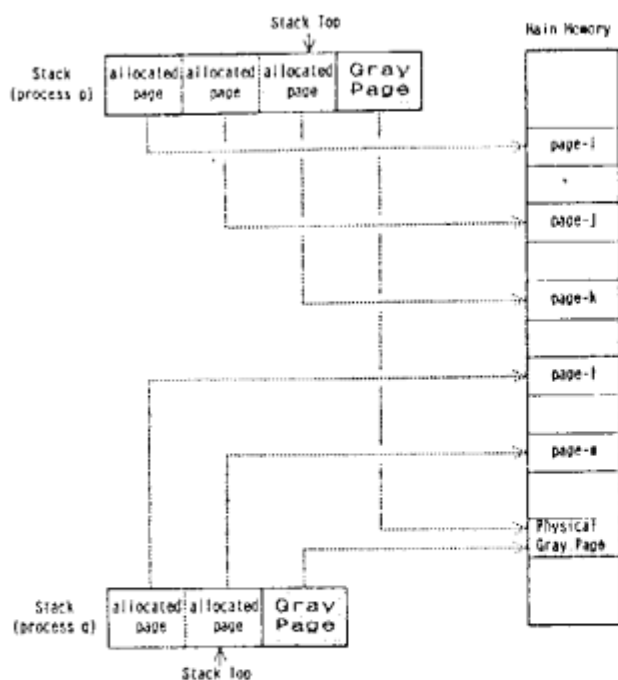 Stack Top
Main Memory
Stack
(process p)
allocated page
allocated page
allocated page
Gray Page
page-i
page-j
page-k
page-l
page-m
Physical
Gray Page
Stack
(process q)
allocated page
allocated page
Gray Page
Stack Top